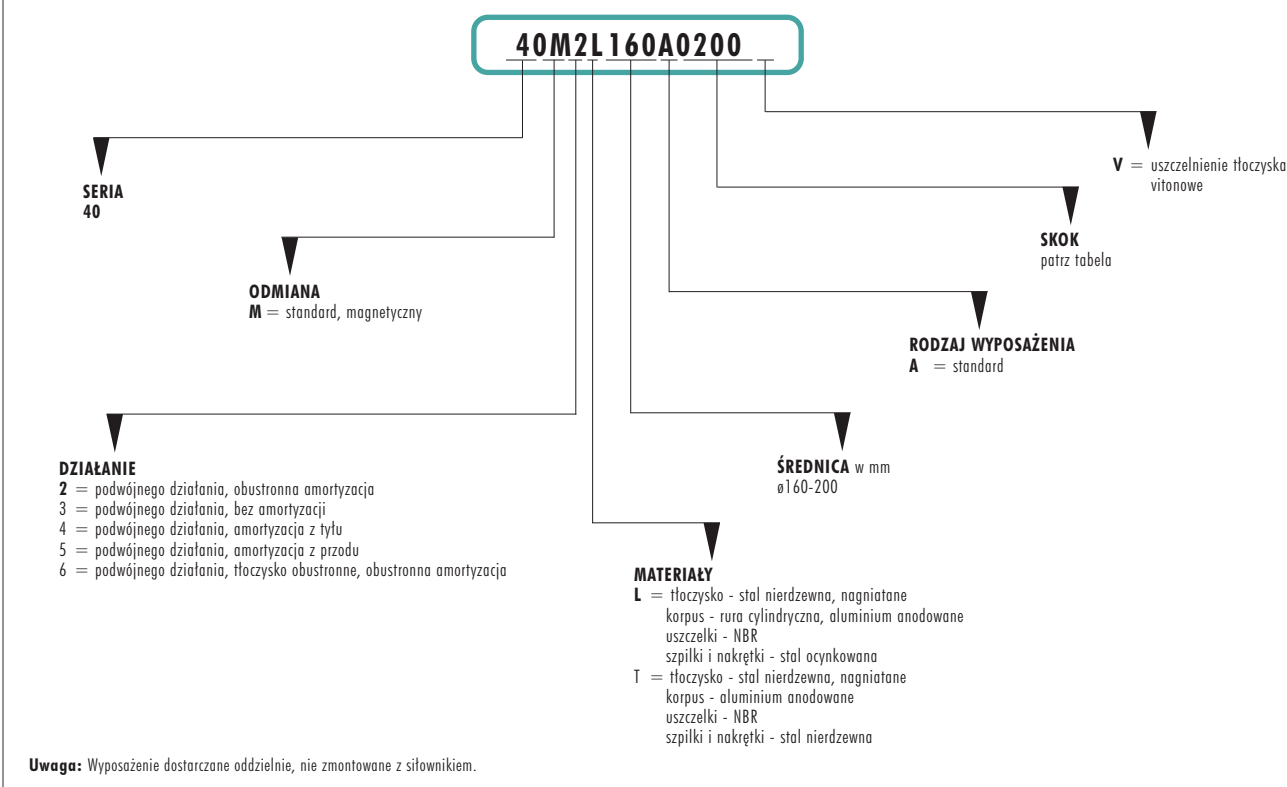 40M2L160A0200
V = uszczelnienie tłoczyska
vitonowe
SERIA
40
SKOK
patrz tabela
ODMIANA
M = standard, magnetyczny
RODZAJ WYPOSAŻENIA
A = standard
DZIAŁANIE
2 = podwójnego działania, obustronna amortyzacja
3 = podwójnego działania, bez amortyzacji
4 = podwójnego działania, amortyzacja z tyłu
5 = podwójnego działania, amortyzacja z przodu
6 = podwójnego działania, tłoczysko obustronne, obustronna amortyzacja
ŚREDNICA w mm
ø160-200
MATERIAŁY
L = tłoczysko - stal nierdzewna, nagniatane
korpus - rura cylindryczna, aluminium anodowane
uszczelki - NBR
szpilki i nakrętki - stal ocynkowana
T = tłoczysko - stal nierdzewna, nagniatane
korpus - aluminium anodowane
uszczelki - NBR
szpilki i nakrętki - stal nierdzewna
Uwaga: Wyposażenie dostarczane oddzielnie, nie zmontowane z siłownikiem.